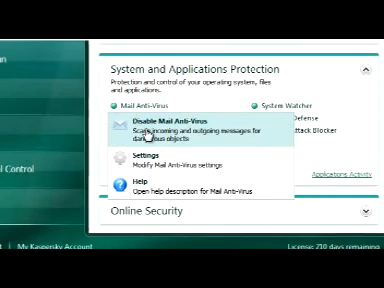 System and Applications Protection
Protection and control of your operating system, files
and applications.
Mail Anti-Virus
System Watcher
Disable Mail Anti-Virus
Scans incoming and outgoing messages for
dangerous objects
Defense
Attack Blocker
Settings
Modify Mail Anti-Virus settings
Control
Applications Activity
Help
Open help description for Mail Anti-Virus
Online Security
My Kaspersky Account
License: 210 days remaining